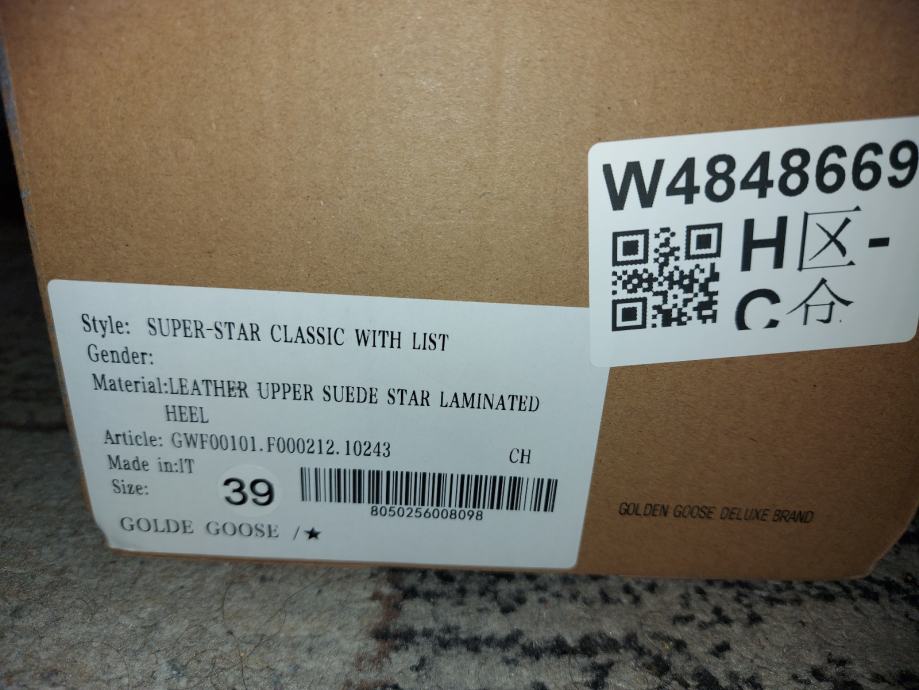 W4848669
H区-
C仓
Style: SUPER-STAR CLASSIC WITH LIST
Gender:
Material:LEATHER UPPER SUEDE STAR LAMINATED
HEEL
Article: GWF00101.F000212.10243 CH
Made in:IT
Size: 39
8050256008098
GOLDE GOOSE /★
GOLDEN GOOSE DELUXE BRAND